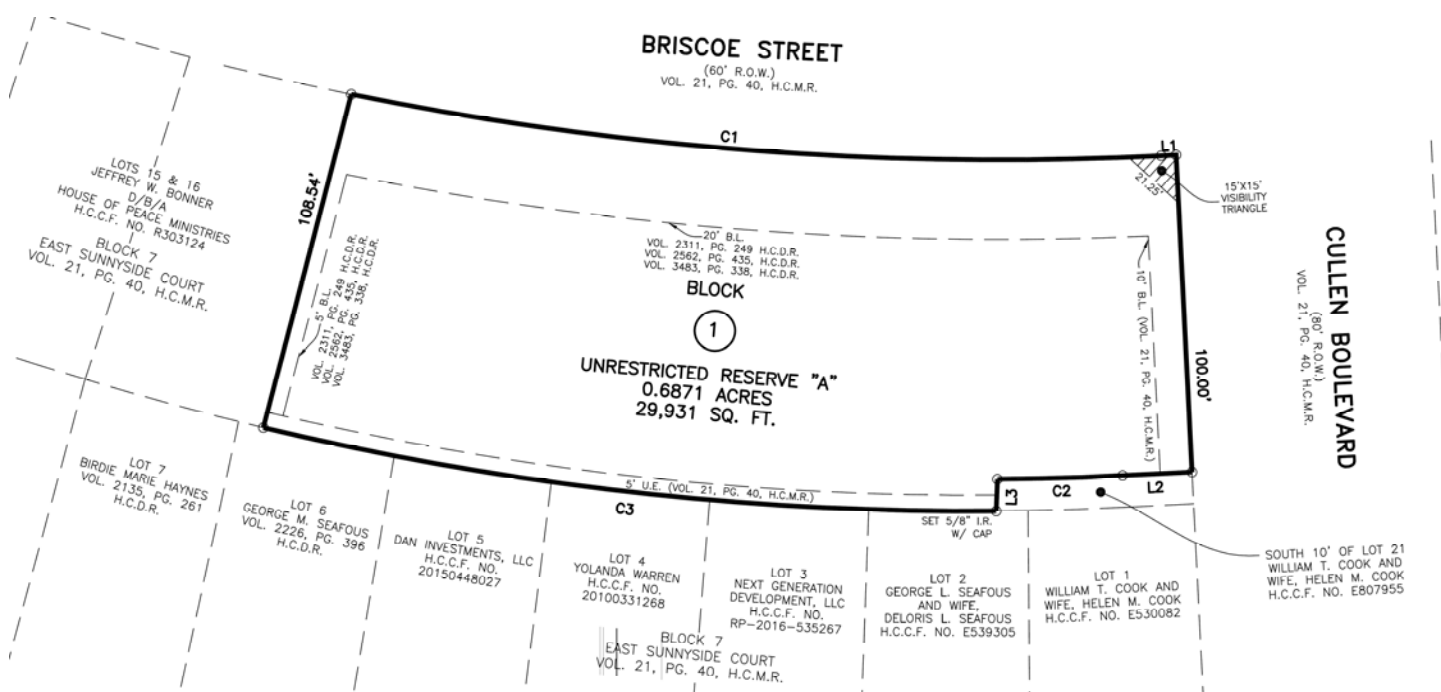 BRISCOE STREET
(60' R.O.W.)
VOL. 21, PG. 40, H.C.M.R.
C1
L1
21.25'
15'X15'
VISIBILITY
TRIANGLE
108.54'
LOTS 15 & 16
JEFFREY W. BONNER
D/B/A
HOUSE OF PEACE MINISTRIES
H.C.C.F. NO. R303124
BLOCK 7
EAST SUNNYSIDE COURT
VOL. 21, PG. 40, H.C.M.R.
5' B.L.
VOL. 2311, PG. 249 H.C.D.R.
VOL. 2562, PG. 435, H.C.D.R.
VOL. 3483, PG. 338, H.C.D.R.
20' B.L.
VOL. 2311, PG. 249 H.C.D.R.
VOL. 2562, PG. 435, H.C.D.R.
VOL. 3483, PG. 338, H.C.D.R.
BLOCK
1
UNRESTRICTED RESERVE "A"
0.6871 ACRES
29,931 SQ. FT.
10' B.L. (VOL. 21, PG. 40, H.C.M.R.)
100.00'
CULLEN BOULEVARD
(80' R.O.W.)
VOL. 21, PG. 40, H.C.M.R.
5' U.E. (VOL. 21, PG. 40, H.C.M.R.)
C3
L3
C2
L2
SET 5/8" I.R.
W/ CAP
SOUTH 10' OF LOT 21
WILLIAM T. COOK AND
WIFE, HELEN M. COOK
H.C.C.F. NO. E807955
LOT 7
BIRDIE MARIE HAYNES
VOL. 2135, PG. 261
H.C.D.R.
LOT 6
GEORGE M. SEAFOUS
VOL. 2226, PG. 396
H.C.D.R.
LOT 5
DAN INVESTMENTS, LLC
H.C.C.F. NO.
20150448027
LOT 4
YOLANDA WARREN
H.C.C.F. NO.
20100331268
LOT 3
NEXT GENERATION
DEVELOPMENT, LLC
H.C.C.F. NO.
RP-2016-535267
LOT 2
GEORGE L. SEAFOUS
AND WIFE,
DELORIS L. SEAFOUS
H.C.C.F. NO. E539305
LOT 1
WILLIAM T. COOK AND
WIFE, HELEN M. COOK
H.C.C.F. NO. E530082
BLOCK 7
EAST SUNNYSIDE COURT
VOL. 21, PG. 40, H.C.M.R.